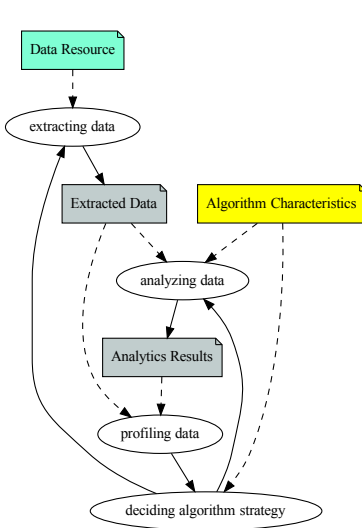 Data Resource
extracting data
Extracted Data
Algorithm Characteristics
analyzing data
Analytics Results
profiling data
deciding algorithm strategy